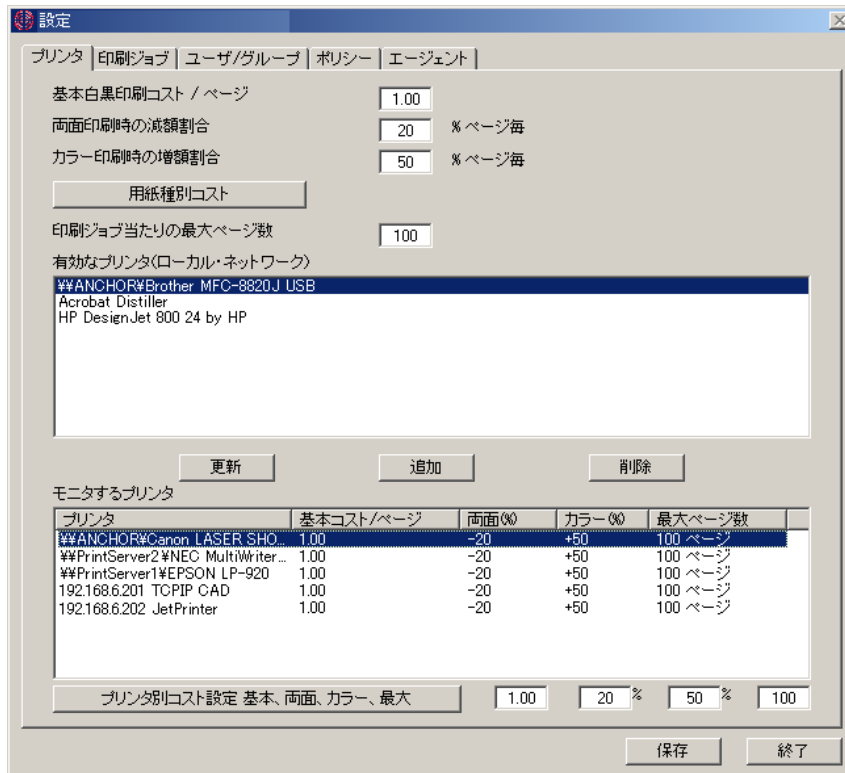 設定
プリンタ 印刷ジョブ ユーザ/グループ ポリシー エージェント
基本白黒印刷コスト / ページ 1.00
両面印刷時の減額割合 20 % ページ毎
カラー印刷時の増額割合 50 % ページ毎
用紙種別コスト
印刷ジョブ当たりの最大ページ数 100
有効なプリンタ(ローカル・ネットワーク)
¥¥ANCHOR¥Brother MFC-8820J USB
Acrobat Distiller
HP DesignJet 800 24 by HP
更新 追加 削除
モニタするプリンタ
プリンタ 基本コスト/ページ 両面(%) カラー(%) 最大ページ数
¥¥ANCHOR¥Canon LASER SHO... 1.00 -20 +50 100 ページ
¥¥PrintServer2¥NEC MultiWriter... 1.00 -20 +50 100 ページ
¥¥PrintServer1¥EPSON LP-920 1.00 -20 +50 100 ページ
192.168.6.201 TCPIP CAD 1.00 -20 +50 100 ページ
192.168.6.202 JetPrinter 1.00 -20 +50 100 ページ
プリンタ別コスト設定 基本、両面、カラー、最大 1.00 20 % 50 % 100
保存 終了